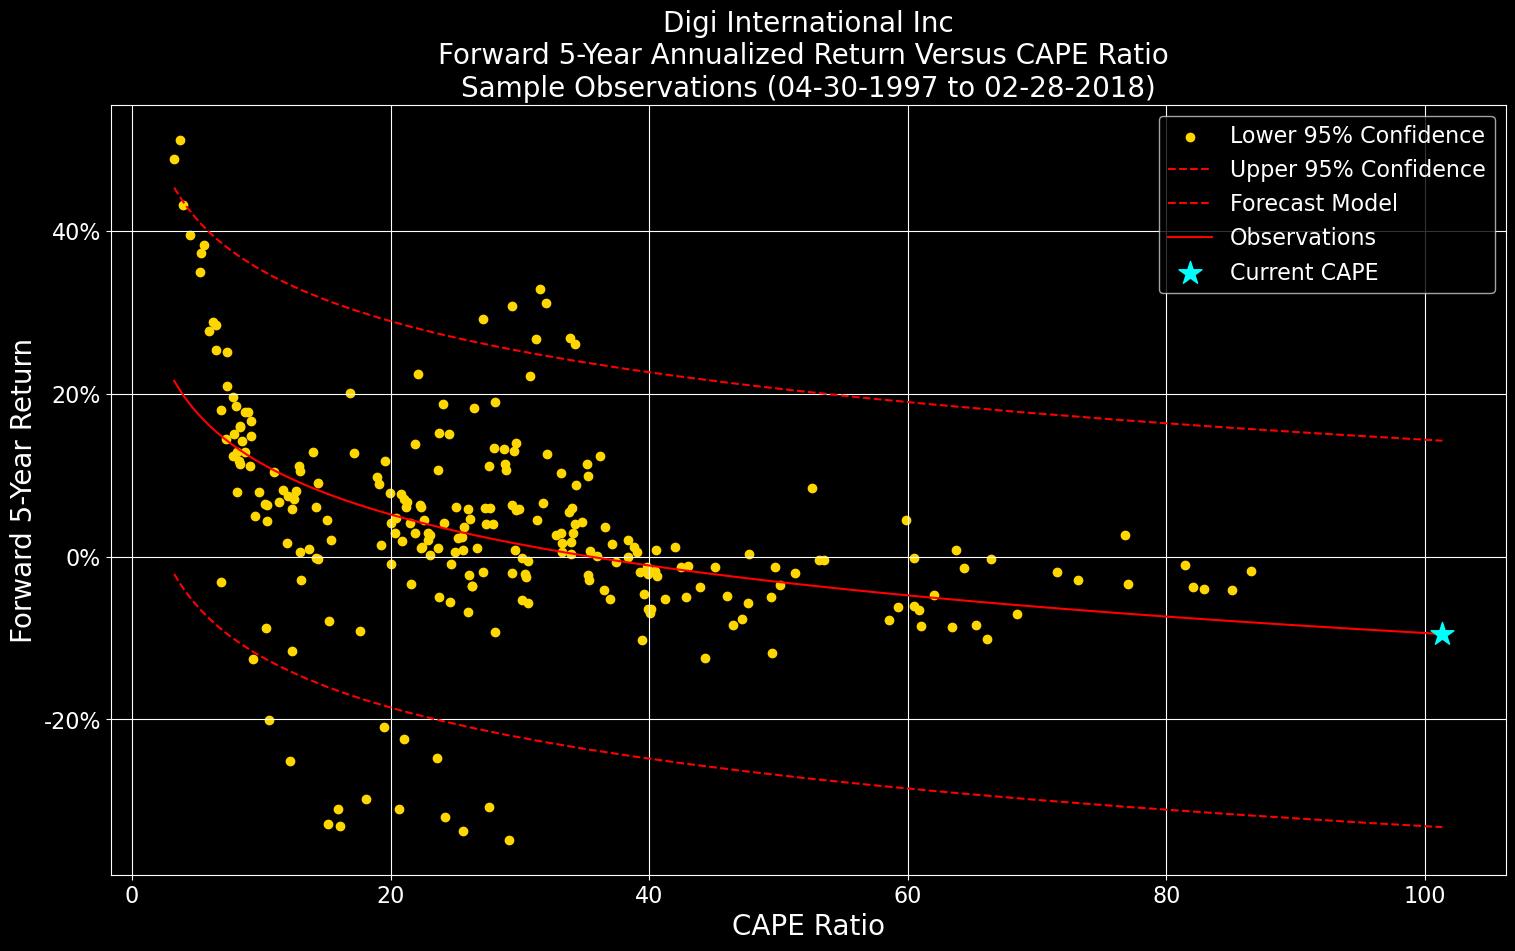 Digi International Inc
Forward 5-Year Annualized Return Versus CAPE Ratio
Sample Observations (04-30-1997 to 02-28-2018)
Lower 95% Confidence
Upper 95% Confidence
Forecast Model
Observations
Current CAPE
Forward 5-Year Return
40%
20%
0%
-20%
0 20 40 60 80 100
CAPE Ratio